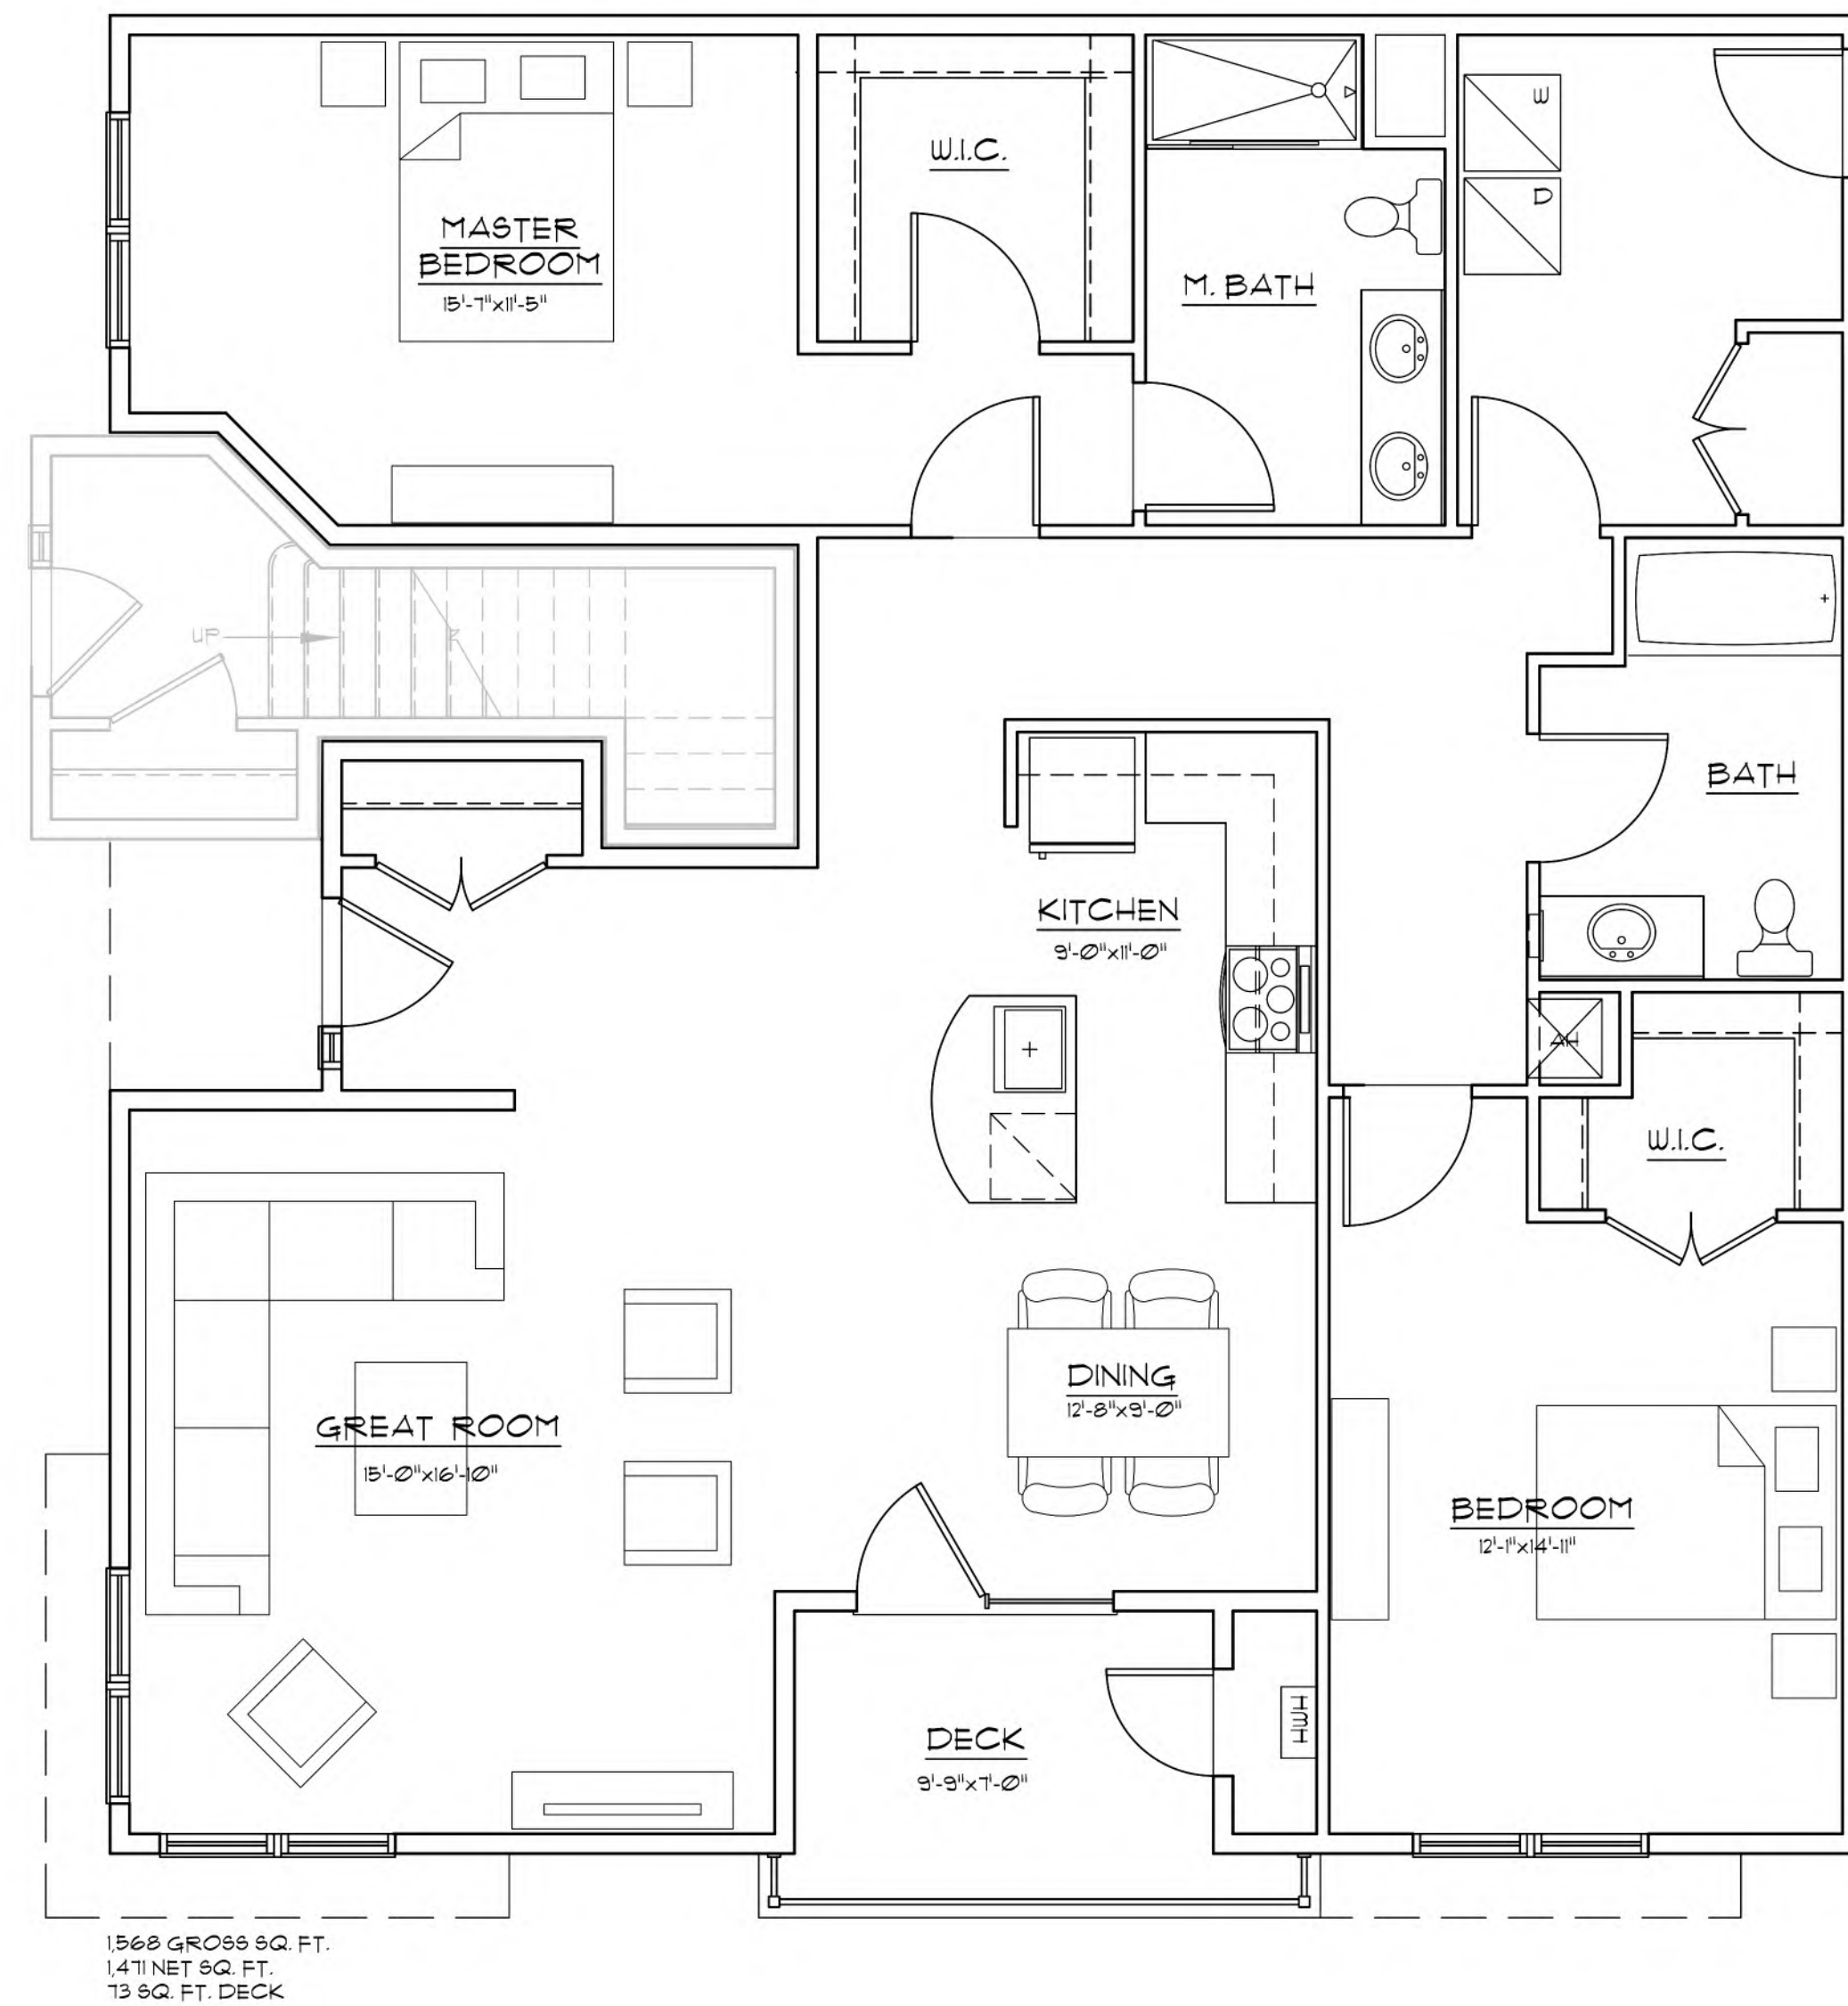 W
W.I.C.
D
MASTER
BEDROOM
15'-7"x11'-5"
M. BATH
UP
BATH
KITCHEN
9'-0"x11'-0"
AH
W.I.C.
DINING
12'-8"x9'-0"
GREAT ROOM
15'-0"x16'-10"
BEDROOM
12'-1"x14'-11"
HWH
DECK
9'-9"x7'-0"
1,568 GROSS SQ. FT.
1,471 NET SQ. FT.
73 SQ. FT. DECK